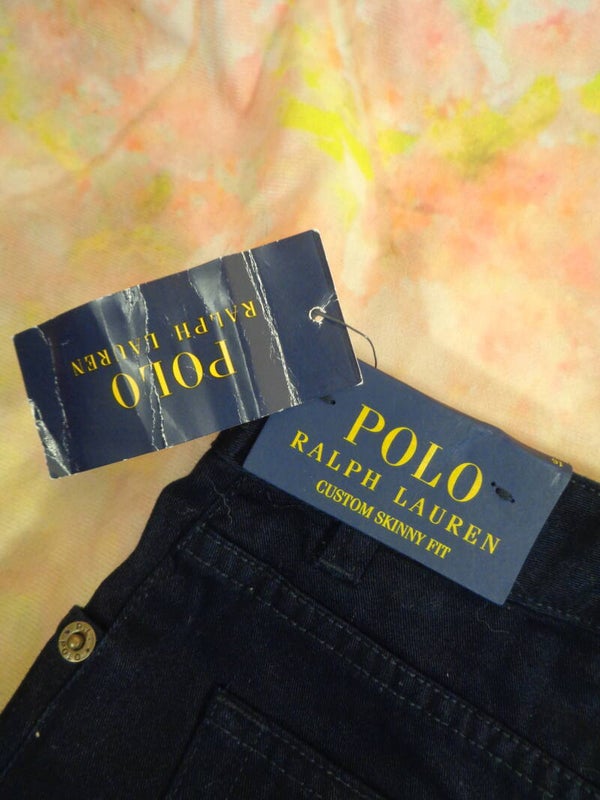 POLO
RALPH LAUREN
POLO
RALPH LAUREN
CUSTOM SKINNY FIT